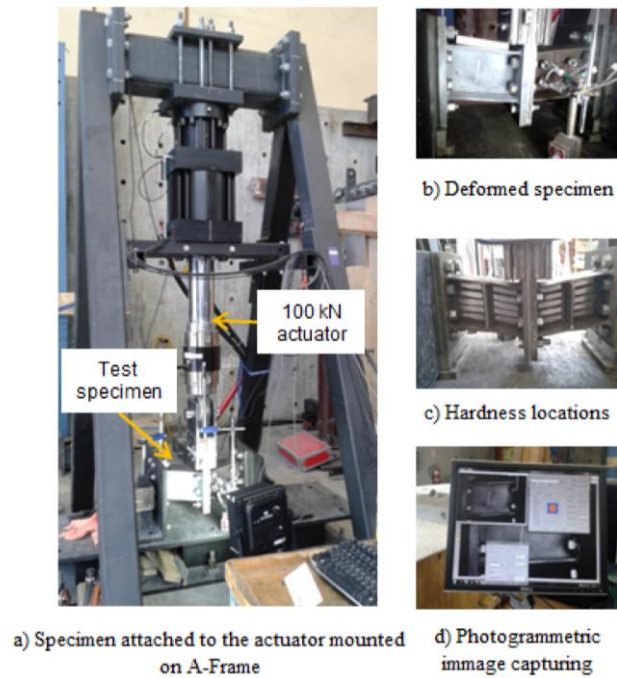 100 kN
actuator
Test
specimen
a) Specimen attached to the actuator mounted
on A-Frame
b) Deformed specimen
c) Hardness locations
d) Photogrammetric
immage capturing